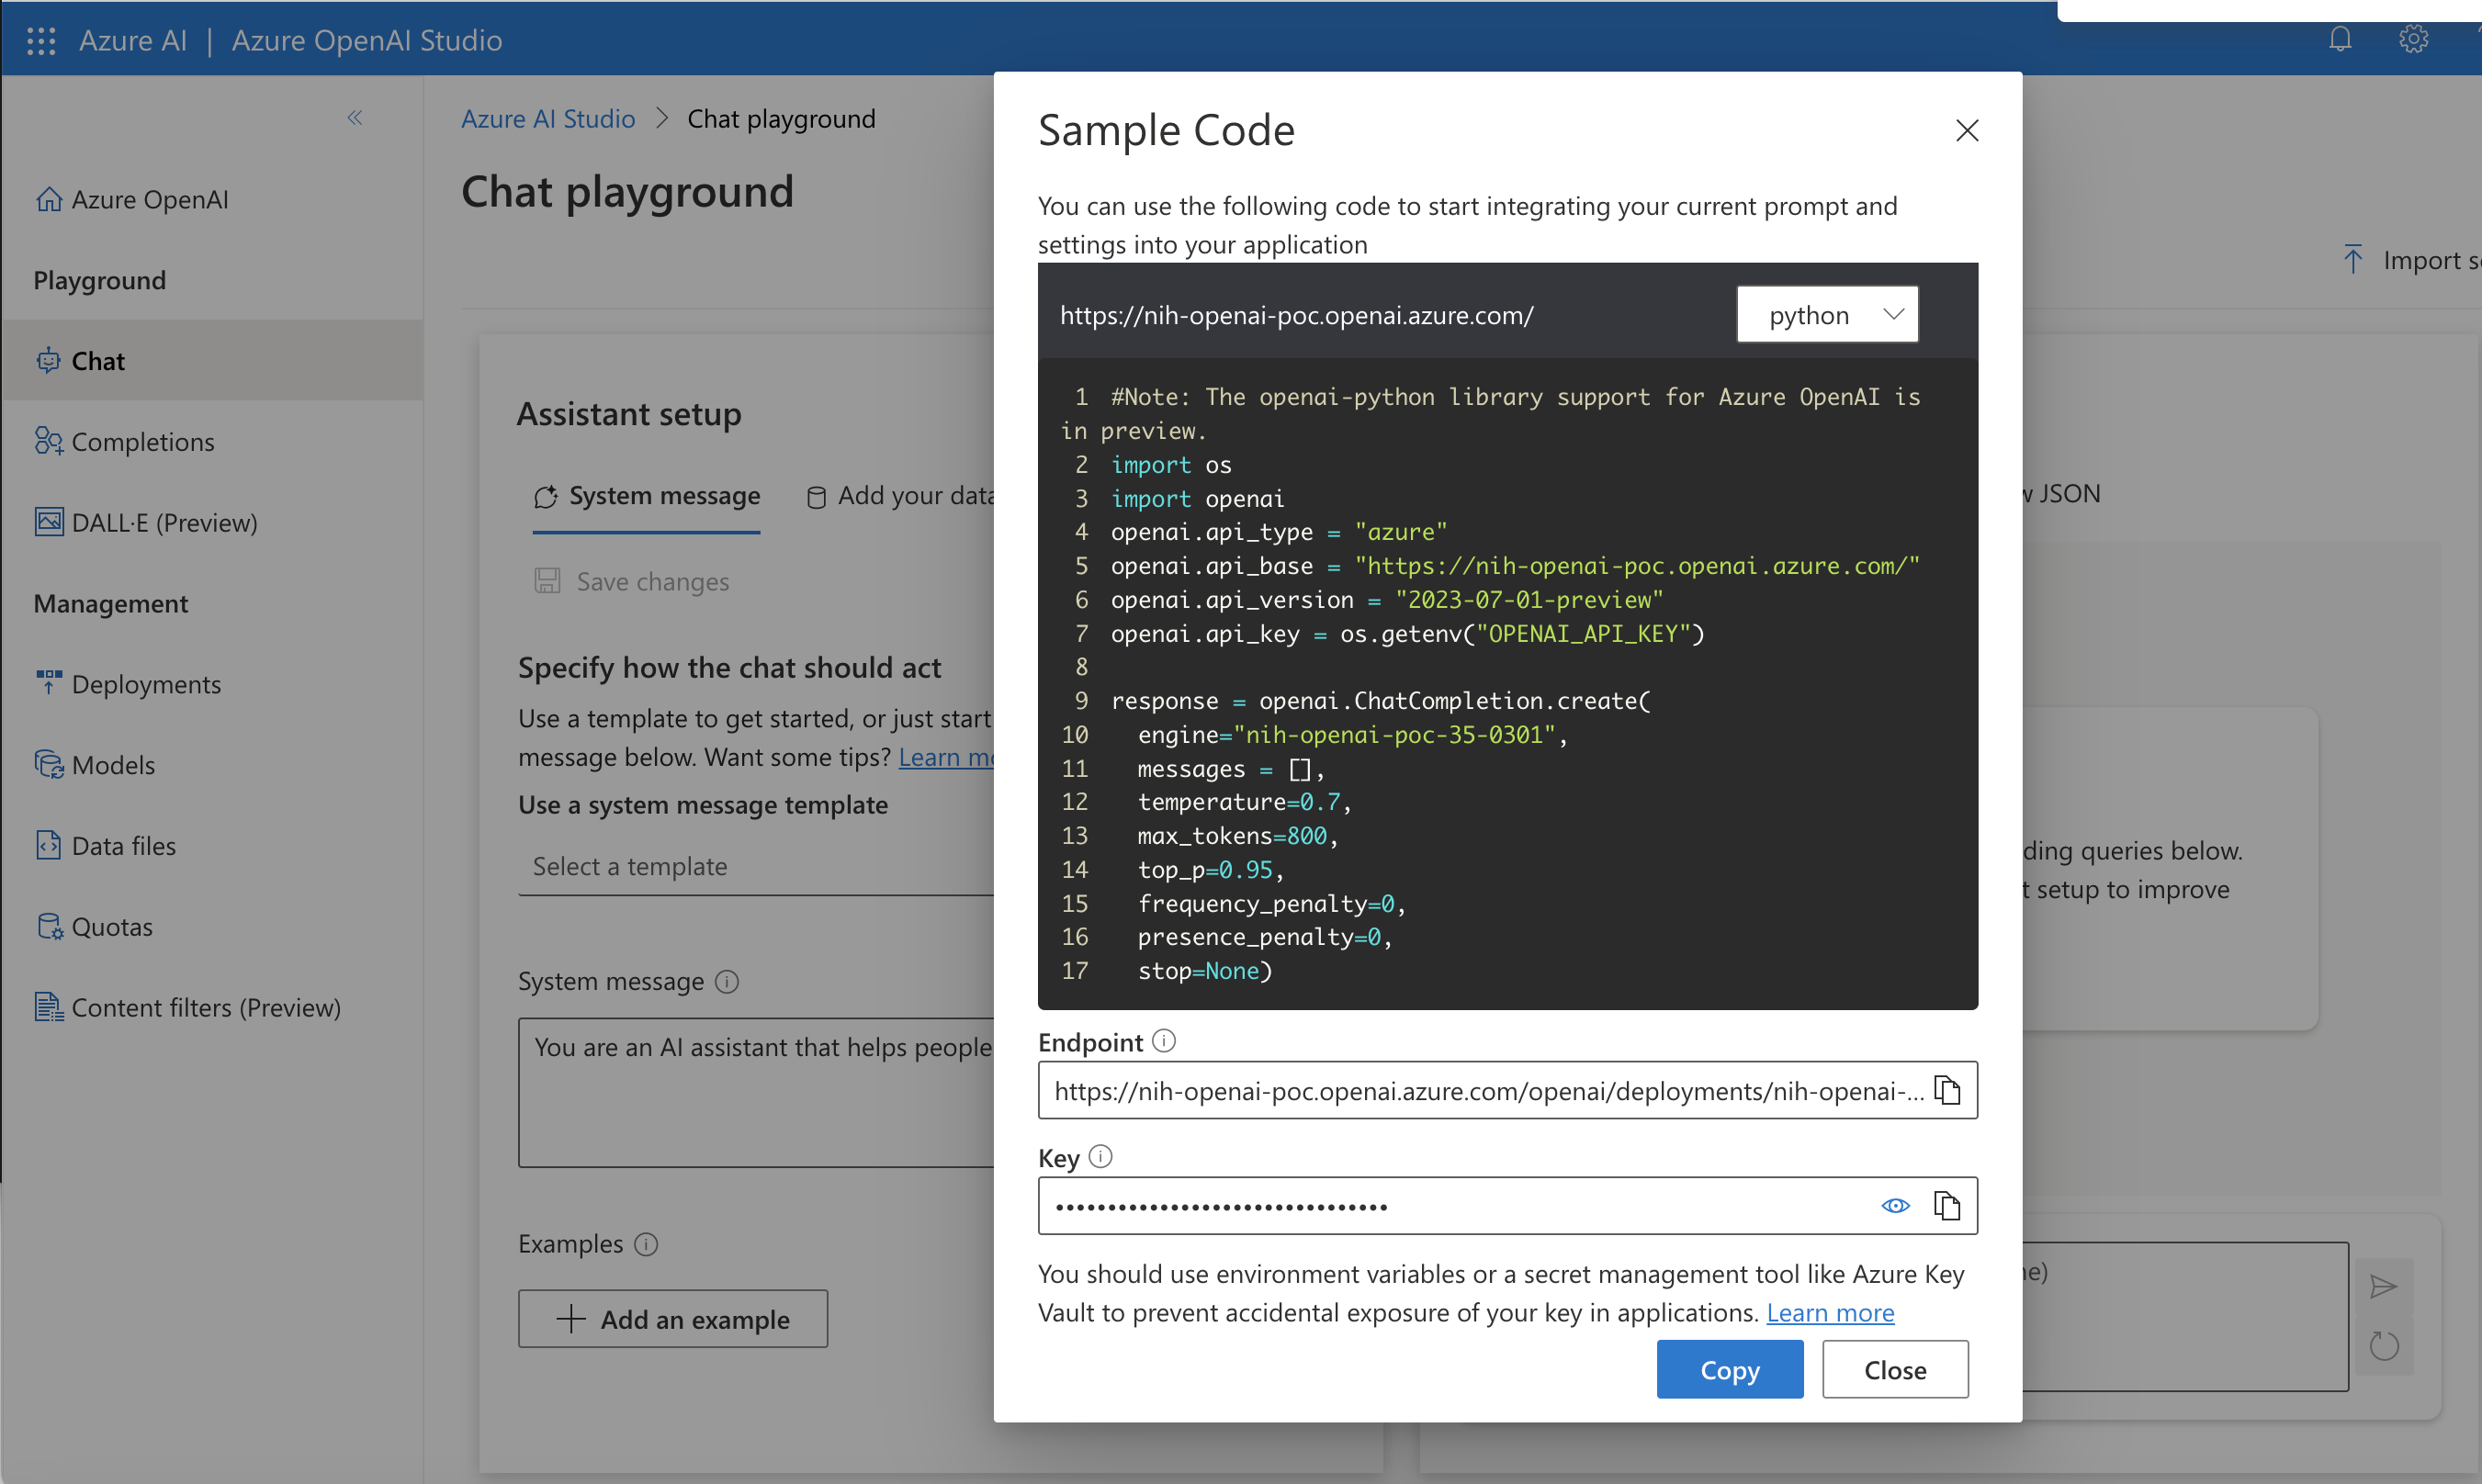 Azure AI | Azure OpenAI Studio
Azure OpenAI
Playground
Chat
Completions
DALL·E (Preview)
Management
Deployments
Models
Data files
Quotas
Content filters (Preview)
Azure AI Studio > Chat playground
Chat playground
Assistant setup
System message
Add your data
Save changes
Specify how the chat should act
Use a template to get started, or just start
message below. Want some tips? Learn
Use a system message template
Select a template
System message
You are an AI assistant that helps people
Examples
Add an example
Sample Code
You can use the following code to start integrating your current prompt and
settings into your application
https://nih-openai-poc.openai.azure.com/
python
1 #Note: The openai-python library support for Azure OpenAI is
in preview.
2 import os
3 import openai
4 openai.api_type = "azure"
5 openai.api_base = "https://nih-openai-poc.openai.azure.com/"
6 openai.api_version = "2023-07-01-preview"
7 openai.api_key = os.getenv("OPENAI_API_KEY")
8
9 response = openai.ChatCompletion.create(
10 engine="nih-openai-poc-35-0301",
11 messages = [],
12 temperature=0.7,
13 max_tokens=800,
14 top_p=0.95,
15 frequency_penalty=0,
16 presence_penalty=0,
17 stop=None)
Endpoint
https://nih-openai-poc.openai.azure.com/openai/deployments/nih-openai-...
Key
••••••••••••••••••••••••••••••••
You should use environment variables or a secret management tool like Azure Key
Vault to prevent accidental exposure of your key in applications. Learn more
Copy
Close
Import
JSON
queries below.
setup to improve